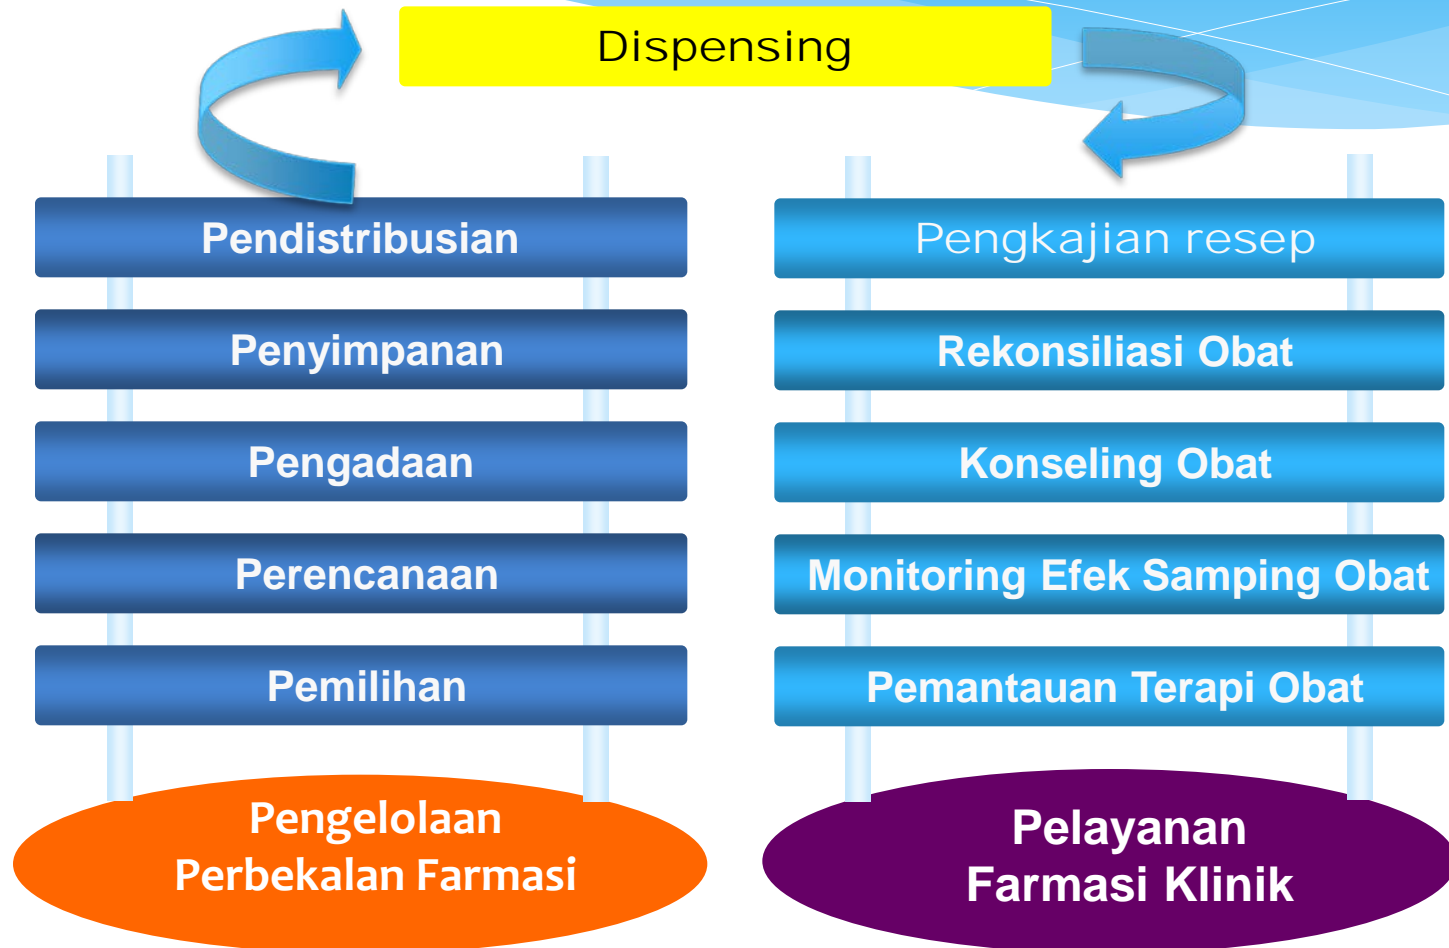 Dispensing
Pendistribusian
Penyimpanan
Pengadaan
Perencanaan
Pemilihan
Pengelolaan
Perbekalan Farmasi
Pengkajian resep
Rekonsiliasi Obat
Konseling Obat
Monitoring Efek Samping Obat
Pemantauan Terapi Obat
Pelayanan
Farmasi Klinik